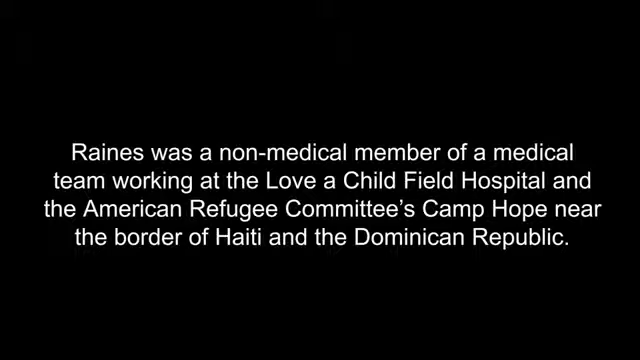 Raines was a non-medical member of a medical
team working at the Love a Child Field Hospital and
the American Refugee Committee's Camp Hope near
the border of Haiti and the Dominican Republic.